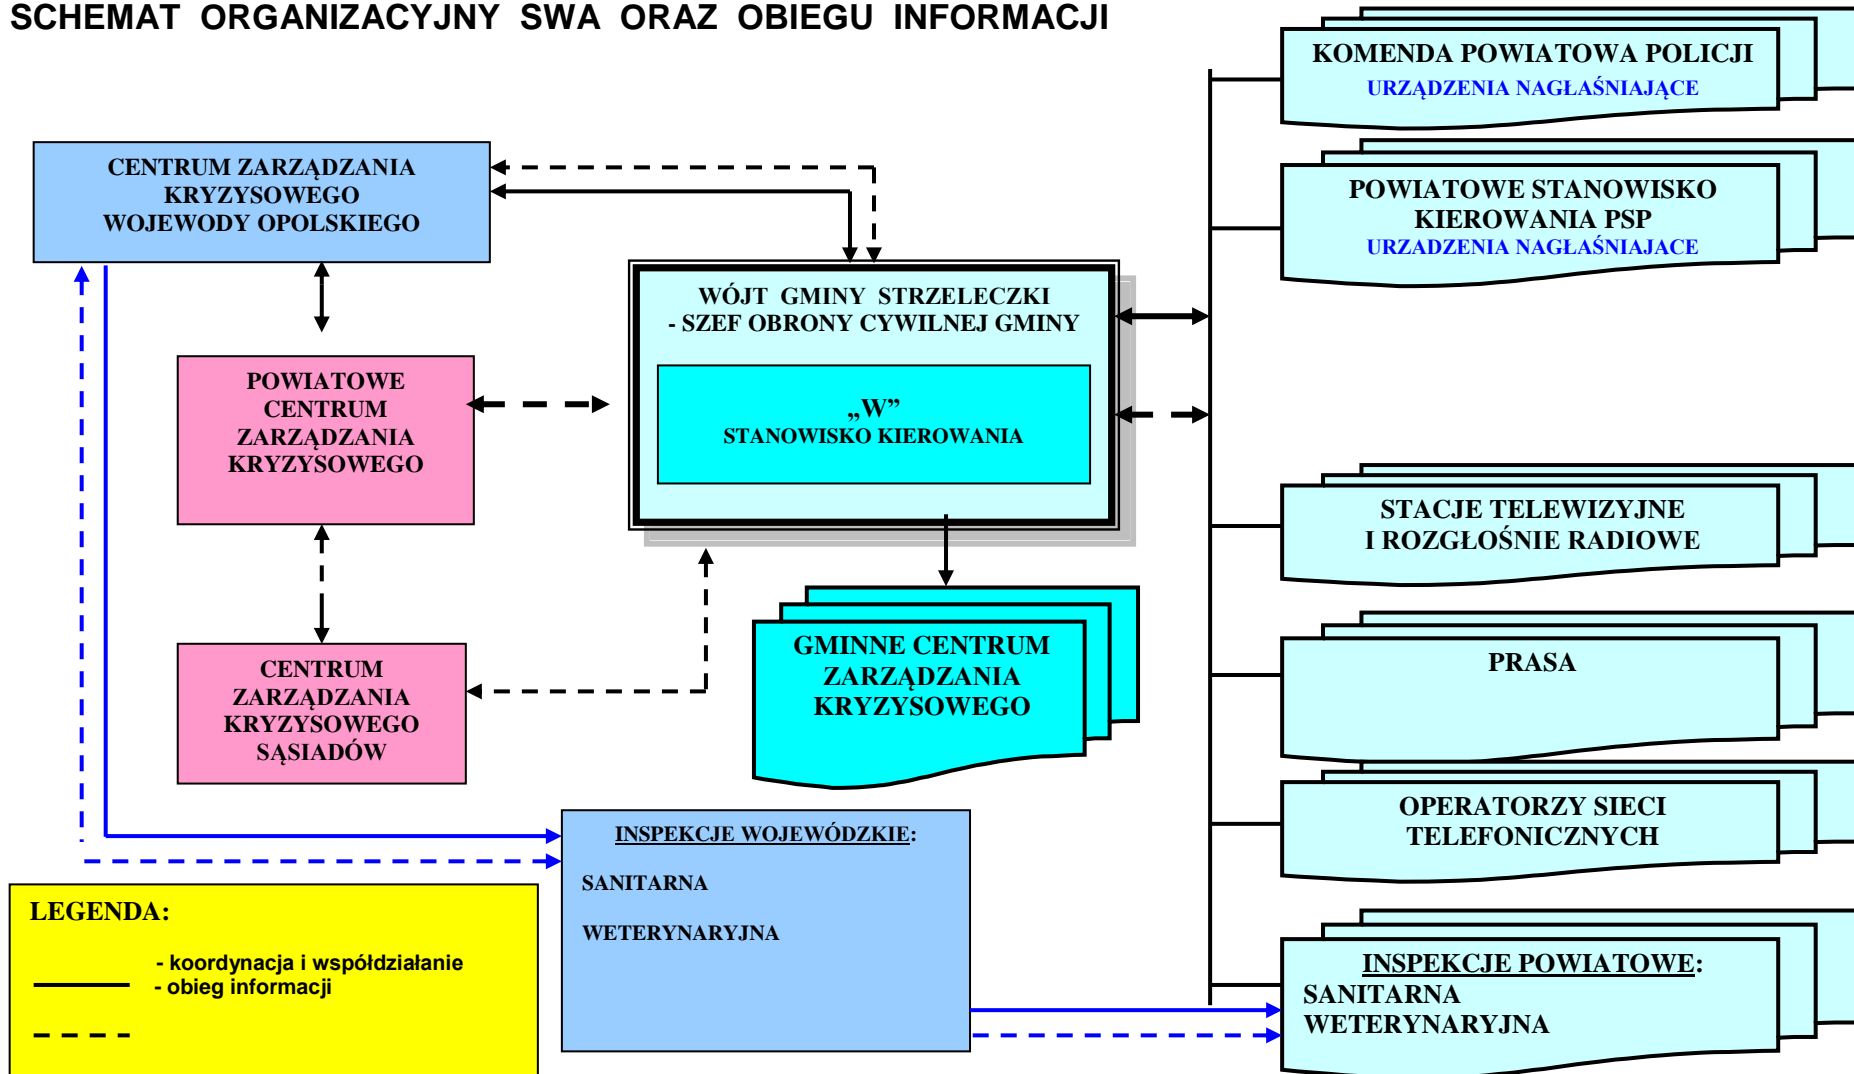 SCHEMAT ORGANIZACYJNY SWA ORAZ OBIEGU INFORMACJI
KOMENDA POWIATOWA POLICJI
URZĄDZENIA NAGŁAŚNIAJĄCE
CENTRUM ZARZĄDZANIA
KRYZYSOWEGO
WOJEWODY OPOLSKIEGO
POWIATOWE STANOWISKO
KIEROWANIA PSP
URZADZENIA NAGŁAŚNIAJACE
WÓJT GMINY STRZELECZKI
- SZEF OBRONY CYWILNEJ GMINY
„W”
STANOWISKO KIEROWANIA
POWIATOWE
CENTRUM
ZARZĄDZANIA
KRYZYSOWEGO
STACJE TELEWIZYJNE
I ROZGŁOŚNIE RADIOWE
CENTRUM
ZARZĄDZANIA
KRYZYSOWEGO
SĄSIADÓW
GMINNE CENTRUM
ZARZĄDZANIA
KRYZYSOWEGO
PRASA
OPERATORZY SIECI
TELEFONICZNYCH
INSPEKCJE WOJEWÓDZKIE:
SANITARNA
WETERYNARYJNA
LEGENDA:
- koordynacja i współdziałanie
- obieg informacji
INSPEKCJE POWIATOWE:
SANITARNA
WETERYNARYJNA